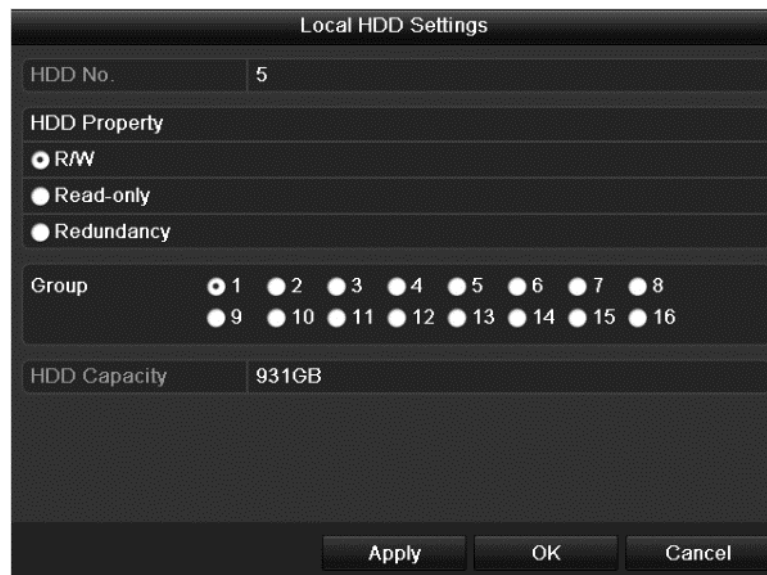 Local HDD Settings
HDD No. 5
HDD Property
R/W
Read-only
Redundancy
Group 1 2 3 4 5 6 7 8
9 10 11 12 13 14 15 16
HDD Capacity 931GB
Apply OK Cancel